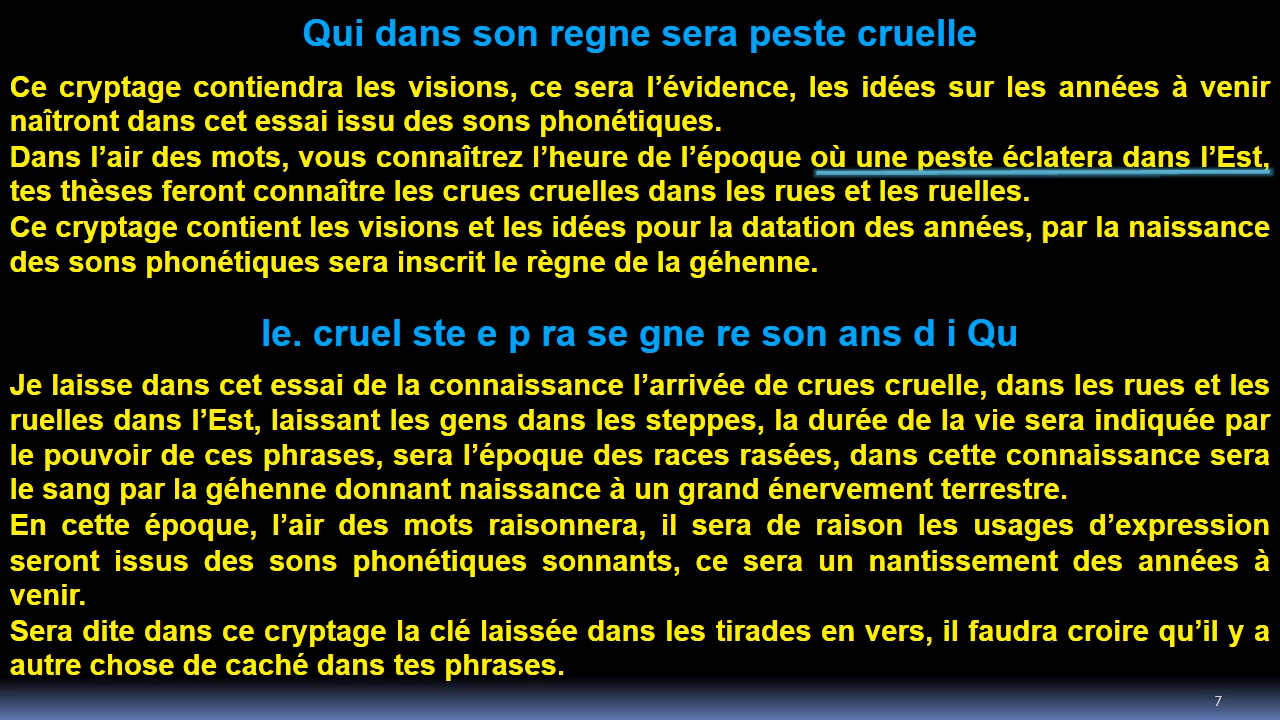 Qui dans son regne sera peste cruelle
Ce cryptage contiendra les visions, ce sera l’évidence, les idées sur les années à venir
naîtront dans cet essai issu des sons phonétiques.
Dans l’air des mots, vous connaîtrez l’heure de l’époque où une peste éclatera dans l’Est,
tes thèses feront connaître les crues cruelles dans les rues et les ruelles.
Ce cryptage contient les visions et les idées pour la datation des années, par la naissance
des sons phonétiques sera inscrit le règne de la géhenne.
le. cruel ste e p ra se gne re son ans d i Qu
Je laisse dans cet essai de la connaissance l’arrivée de crues cruelle, dans les rues et les
ruelles dans l’Est, laissant les gens dans les steppes, la durée de la vie sera indiquée par
le pouvoir de ces phrases, sera l’époque des races rasées, dans cette connaissance sera
le sang par la géhenne donnant naissance à un grand énervement terrestre.
En cette époque, l’air des mots raisonnera, il sera de raison les usages d’expression
seront issus des sons phonétiques sonnants, ce sera un nantissement des années à
venir.
Sera dite dans ce cryptage la clé laissée dans les tirades en vers, il faudra croire qu’il y a
autre chose de caché dans tes phrases.
7